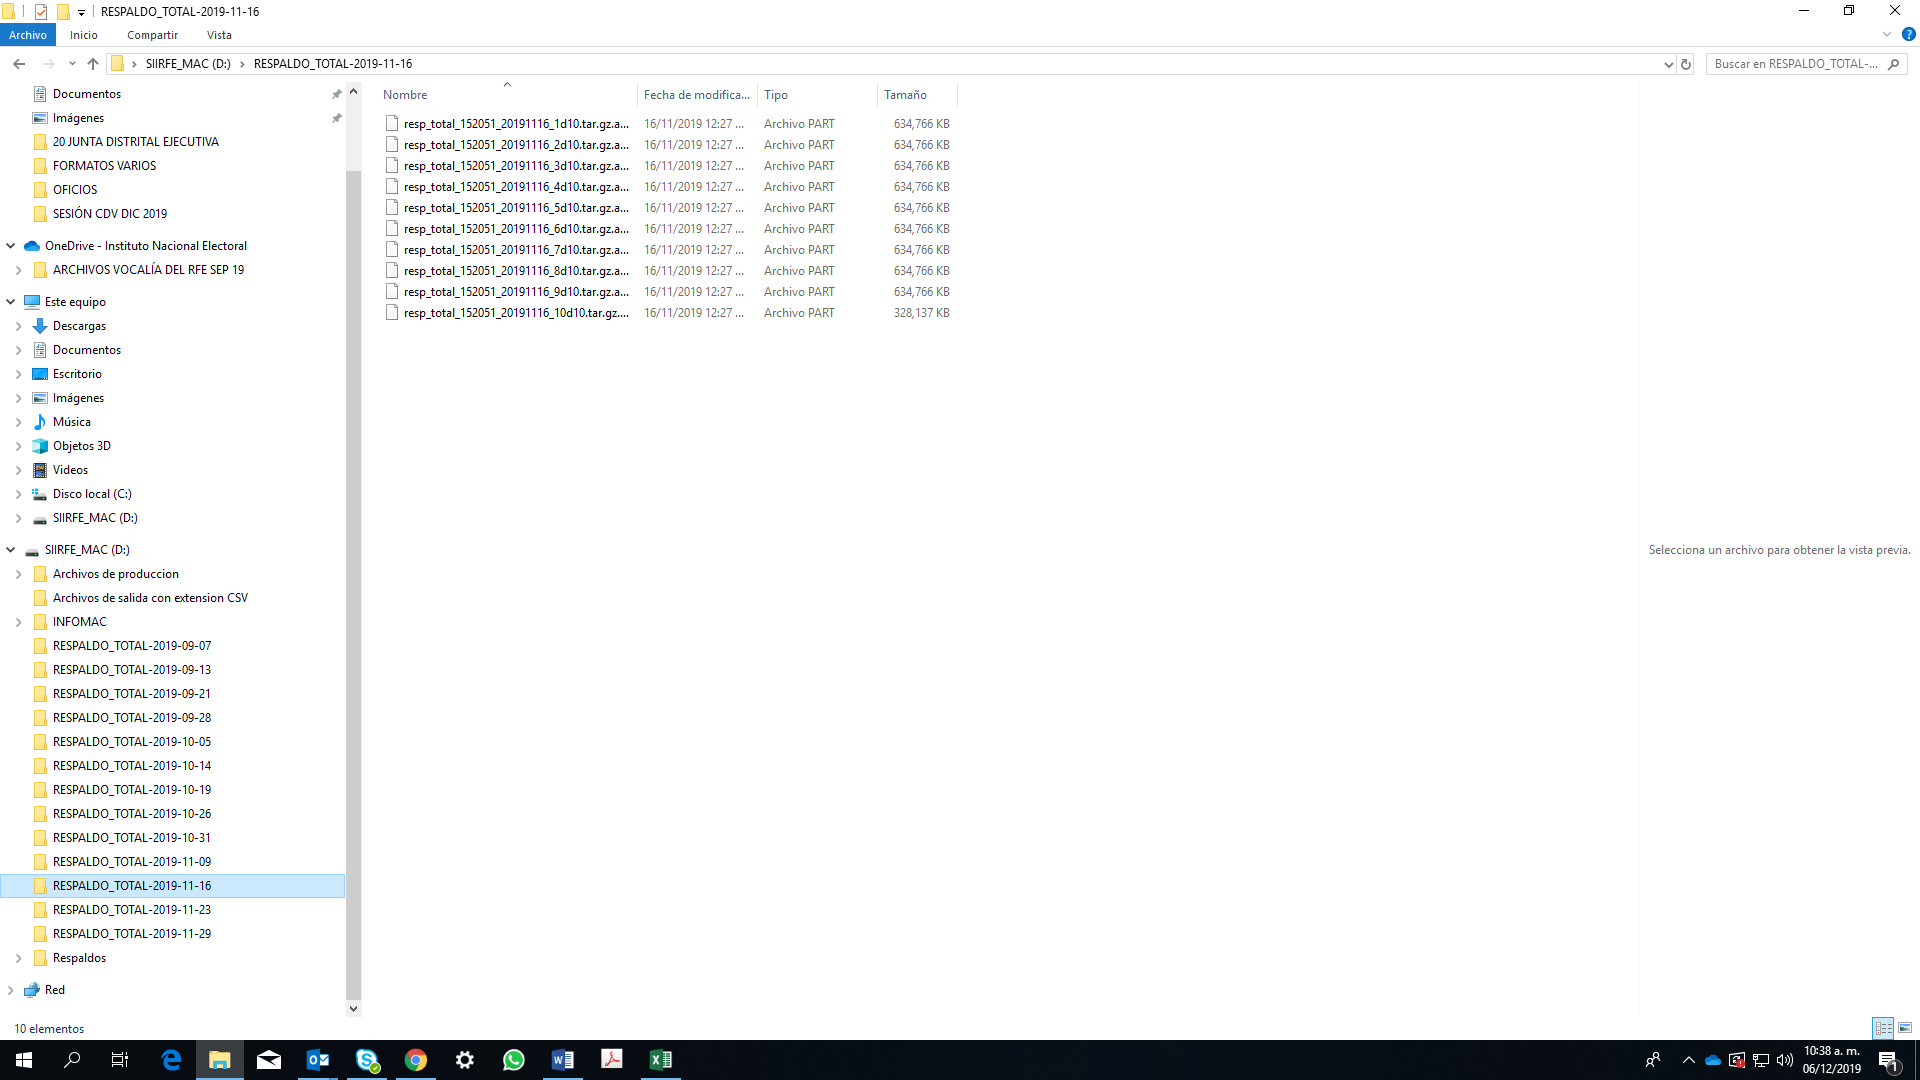 RESPALDO_TOTAL-2019-11-16
Archivo Inicio Compartir Vista
SIIRFE_MAC (D:) RESPALDO_TOTAL-2019-11-16
Buscar en RESPALDO_TOTAL-...
Documentos
Imágenes
20 JUNTA DISTRITAL EJECUTIVA
FORMATOS VARIOS
OFICIOS
SESIÓN CDV DIC 2019
OneDrive - Instituto Nacional Electoral
ARCHIVOS VOCALÍA DEL RFE SEP 19
Este equipo
Descargas
Documentos
Escritorio
Imágenes
Música
Objetos 3D
Videos
Disco local (C:)
SIIRFE_MAC (D:)
SIIRFE_MAC (D:)
Archivos de produccion
Archivos de salida con extension CSV
INFOMAC
RESPALDO_TOTAL-2019-09-07
RESPALDO_TOTAL-2019-09-13
RESPALDO_TOTAL-2019-09-21
RESPALDO_TOTAL-2019-09-28
RESPALDO_TOTAL-2019-10-05
RESPALDO_TOTAL-2019-10-14
RESPALDO_TOTAL-2019-10-19
RESPALDO_TOTAL-2019-10-26
RESPALDO_TOTAL-2019-10-31
RESPALDO_TOTAL-2019-11-09
RESPALDO_TOTAL-2019-11-16
RESPALDO_TOTAL-2019-11-23
RESPALDO_TOTAL-2019-11-29
Respaldos
Red
Nombre Fecha de modifica... Tipo Tamaño
resp_total_152051_20191116_1d10.tar.gz.a... 16/11/2019 12:27 ... Archivo PART 634,766 KB
resp_total_152051_20191116_2d10.tar.gz.a... 16/11/2019 12:27 ... Archivo PART 634,766 KB
resp_total_152051_20191116_3d10.tar.gz.a... 16/11/2019 12:27 ... Archivo PART 634,766 KB
resp_total_152051_20191116_4d10.tar.gz.a... 16/11/2019 12:27 ... Archivo PART 634,766 KB
resp_total_152051_20191116_5d10.tar.gz.a... 16/11/2019 12:27 ... Archivo PART 634,766 KB
resp_total_152051_20191116_6d10.tar.gz.a... 16/11/2019 12:27 ... Archivo PART 634,766 KB
resp_total_152051_20191116_7d10.tar.gz.a... 16/11/2019 12:27 ... Archivo PART 634,766 KB
resp_total_152051_20191116_8d10.tar.gz.a... 16/11/2019 12:27 ... Archivo PART 634,766 KB
resp_total_152051_20191116_9d10.tar.gz.a... 16/11/2019 12:27 ... Archivo PART 634,766 KB
resp_total_152051_20191116_10d10.tar.gz.... 16/11/2019 12:27 ... Archivo PART 328,137 KB
Selecciona un archivo para obtener la vista previa.
10 elementos
10:38 a. m.
06/12/2019
1